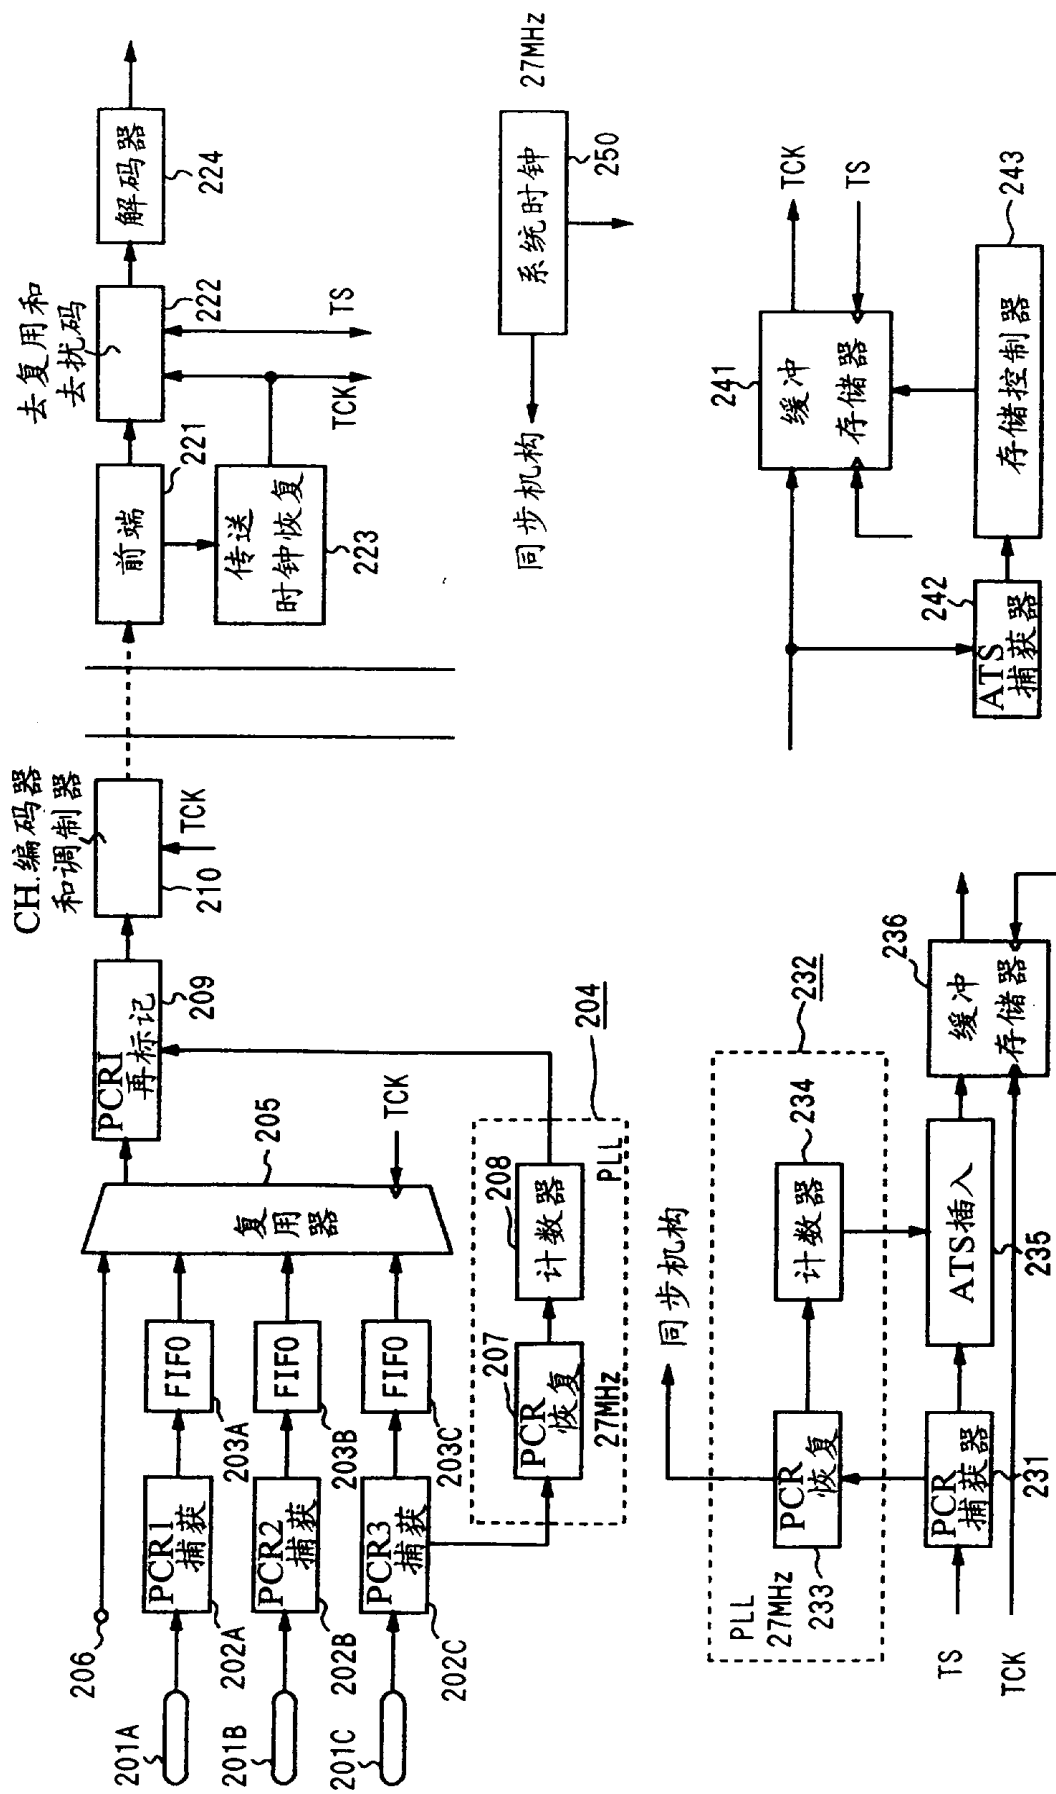 206
201A
PCR1
捕获
202A
FIFO
203A
201B
PCR2
捕获
202B
FIFO
203B
201C
PCR3
捕获
202C
FIFO
203C
复用器
205
TCK
PCR
恢复
207
27MHz
计数器
208
PLL
204
PCR1
再标记
209
CH.编码器
和调制器
210
TCK
前端
221
传送
时钟恢复
223
去复用和
去扰码
222
TCK
TS
解码器
224
同步机构
系统时钟
250
27MHz
TS
TCK
PCR
捕获器
231
PLL
27MHz
PCR
恢复
233
同步机构
计数器
234
232
ATS插入
235
缓冲
存储器
236
ATS
捕获器
242
存储控制器
243
缓冲
存储器
241
TCK
TS